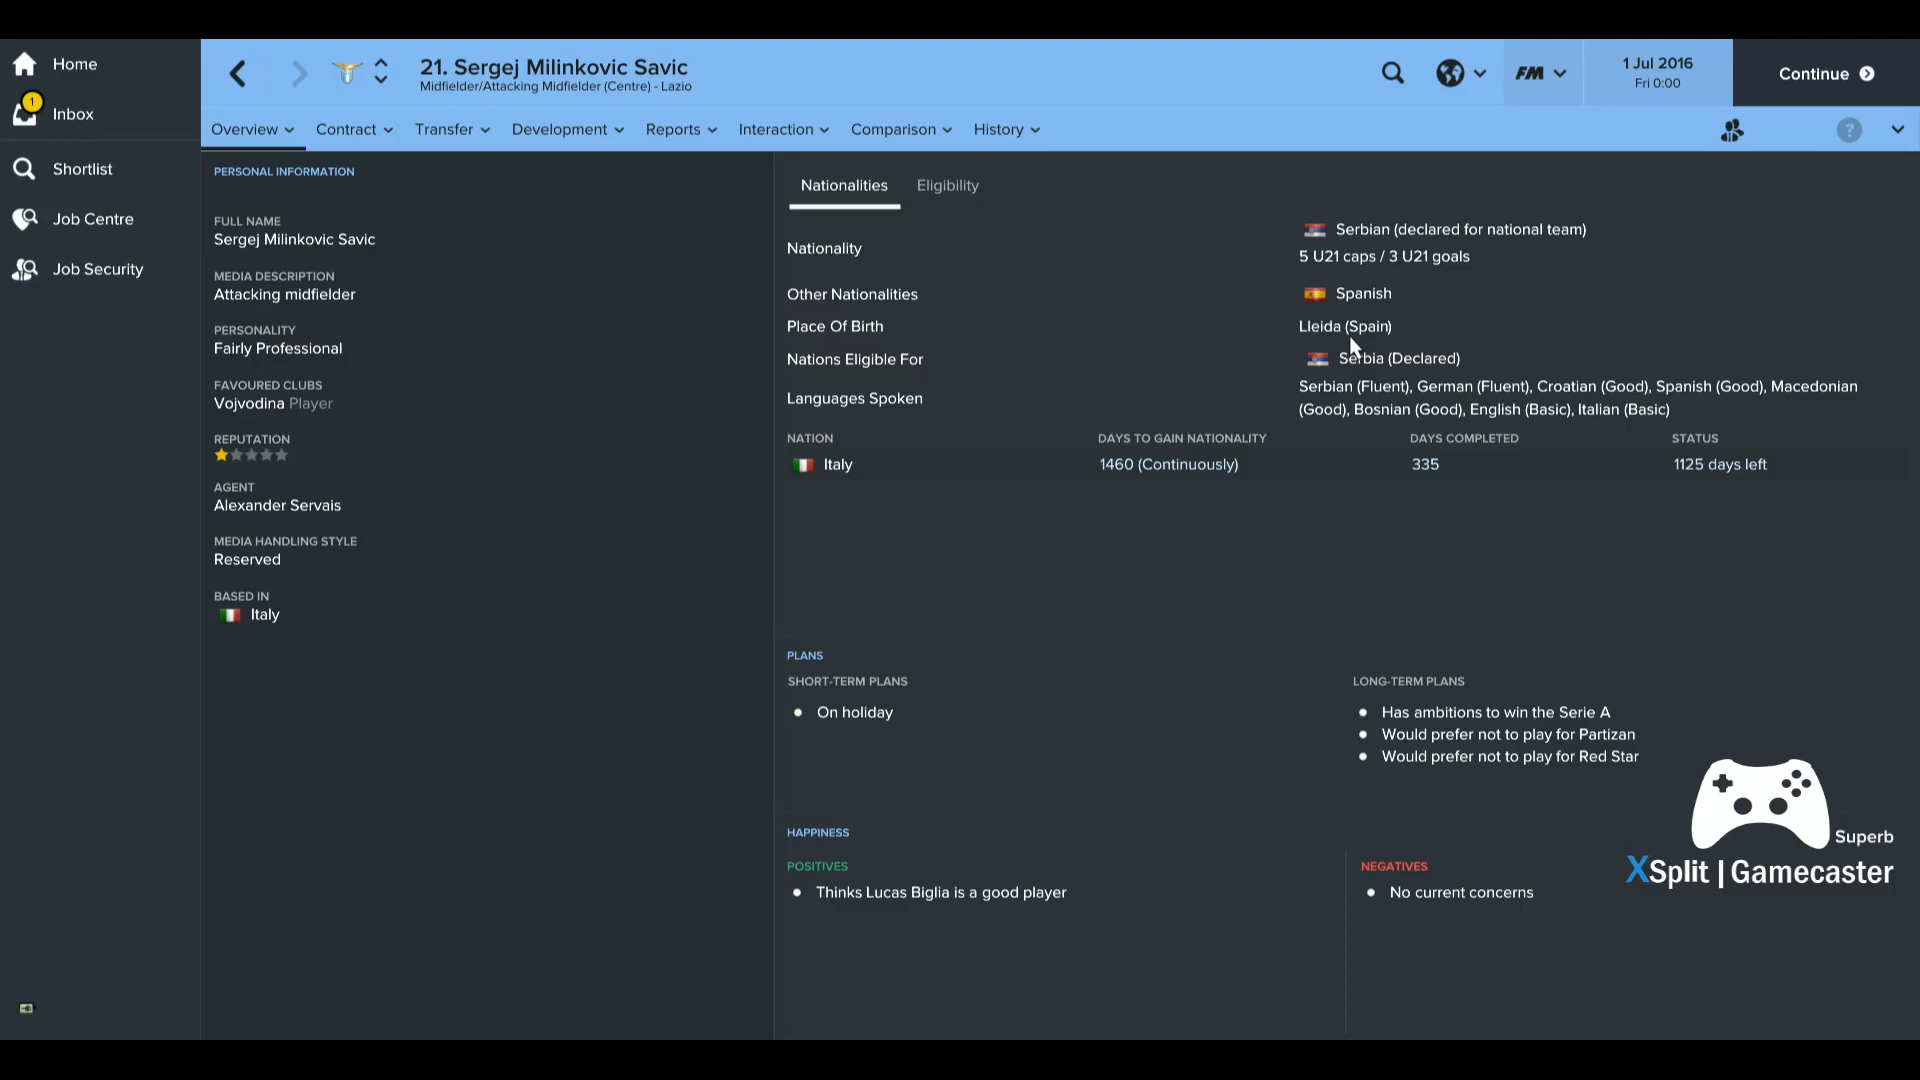 Home
1
Inbox
Shortlist
Job Centre
Job Security
21. Sergej Milinkovic Savic
Midfielder/Attacking Midfielder (Centre) - Lazio
FM
1 Jul 2016
Fri 0:00
Continue
Overview
Contract
Transfer
Development
Reports
Interaction
Comparison
History
?
PERSONAL INFORMATION
FULL NAME
Sergej Milinkovic Savic
MEDIA DESCRIPTION
Attacking midfielder
PERSONALITY
Fairly Professional
FAVOURED CLUBS
Vojvodina Player
REPUTATION
AGENT
Alexander Servais
MEDIA HANDLING STYLE
Reserved
BASED IN
Italy
Nationalities
Eligibility
Nationality
Serbian (declared for national team)
5 U21 caps / 3 U21 goals
Other Nationalities
Spanish
Place Of Birth
Lleida (Spain)
Nations Eligible For
Serbia (Declared)
Languages Spoken
Serbian (Fluent), German (Fluent), Croatian (Good), Spanish (Good), Macedonian
(Good), Bosnian (Good), English (Basic), Italian (Basic)
NATION DAYS TO GAIN NATIONALITY DAYS COMPLETED STATUS
Italy 1460 (Continuously) 335 1125 days left
PLANS
SHORT-TERM PLANS
On holiday
LONG-TERM PLANS
Has ambitions to win the Serie A
Would prefer not to play for Partizan
Would prefer not to play for Red Star
HAPPINESS
POSITIVES
Thinks Lucas Biglia is a good player
NEGATIVES
No current concerns
Superb
XSplit | Gamecaster